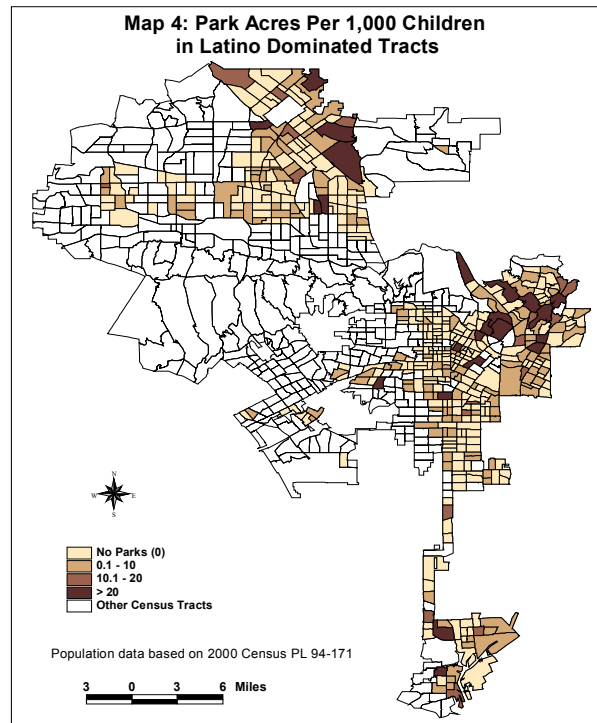 Map 4: Park Acres Per 1,000 Children
in Latino Dominated Tracts
N
W E
S
No Parks (0)
0.1 - 10
10.1 - 20
> 20
Other Census Tracts
Population data based on 2000 Census PL 94-171
3 0 3 6 Miles